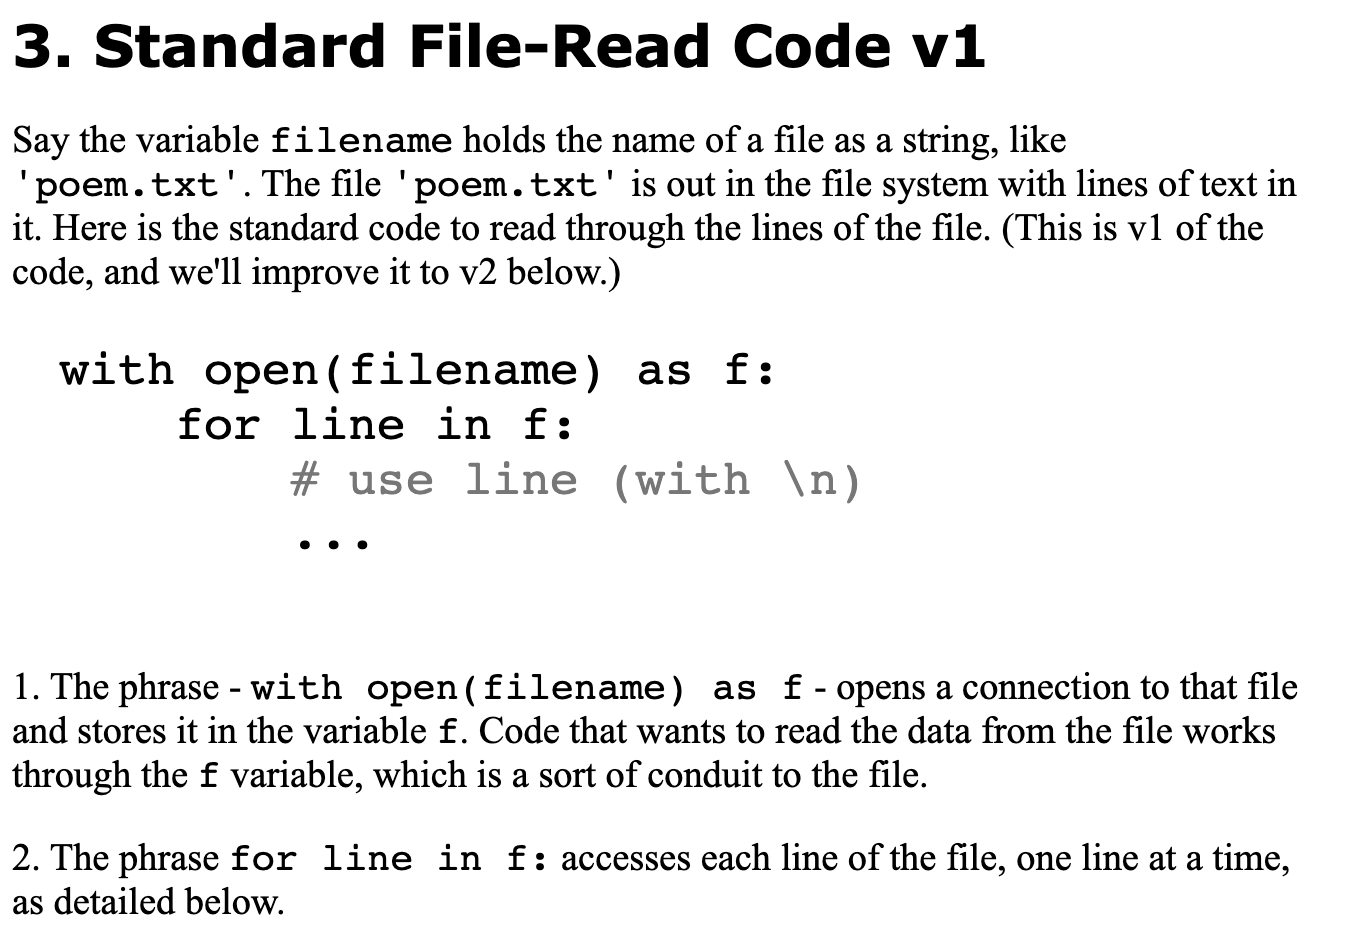 3. Standard File-Read Code v1
Say the variable filename holds the name of a file as a string, like
'poem.txt'. The file 'poem.txt' is out in the file system with lines of text in
it. Here is the standard code to read through the lines of the file. (This is v1 of the
code, and we'll improve it to v2 below.)
with open(filename) as f:
    for line in f:
        # use line (with \n)
        ...
1. The phrase - with open(filename) as f - opens a connection to that file
and stores it in the variable f. Code that wants to read the data from the file works
through the f variable, which is a sort of conduit to the file.
2. The phrase for line in f: accesses each line of the file, one line at a time,
as detailed below.